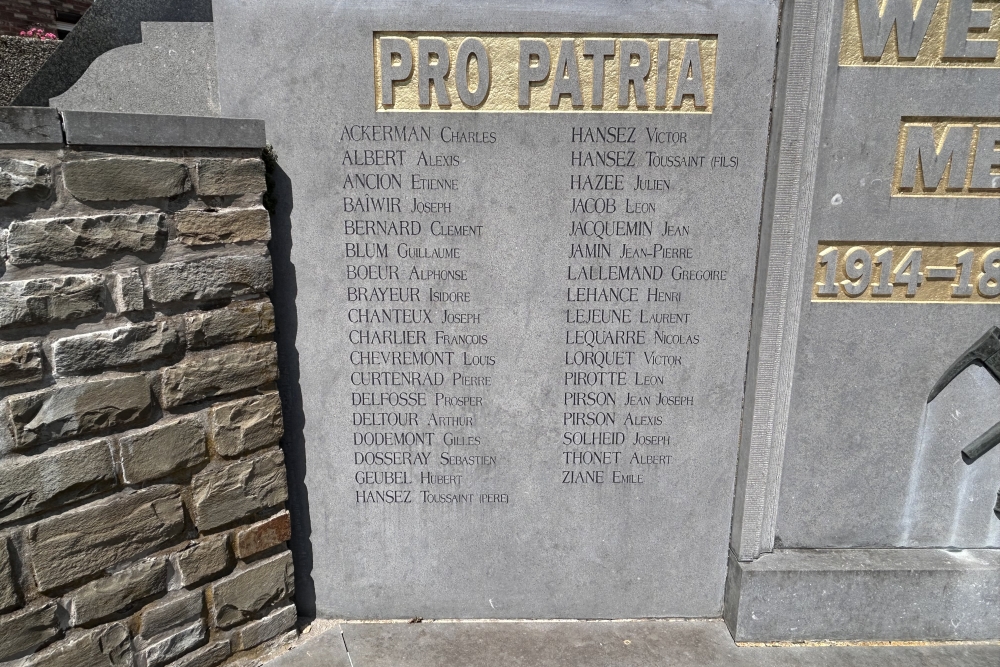 PRO PATRIA
ACKERMAN Charles
ALBERT Alexis
ANCION Etienne
BAIWIR Joseph
BERNARD Clement
BLUM Guillaume
BOEUR Alphonse
BRAYEUR Isidore
CHANTEUX Joseph
CHARLIER François
CHEVREMONT Louis
CURTENRAD Pierre
DELFOSSE Prosper
DELTOUR Arthur
DODEMONT Gilles
DOSSERAY Sebastien
GEUBEL Hubert
HANSEZ Toussaint (PERE)
HANSEZ Victor
HANSEZ Toussaint (FILS)
HAZEE Julien
JACOB Leon
JACQUEMIN Jean
JAMIN Jean-Pierre
LALLEMAND Gregoire
LEHANCE Henri
LEJEUNE Laurent
LEQUARRE Nicolas
LORQUET Victor
PIROTTE Leon
PIRSON Jean Joseph
PIRSON Alexis
SOLHEID Joseph
THONET Albert
ZIANE Emile
WE
ME
1914-18